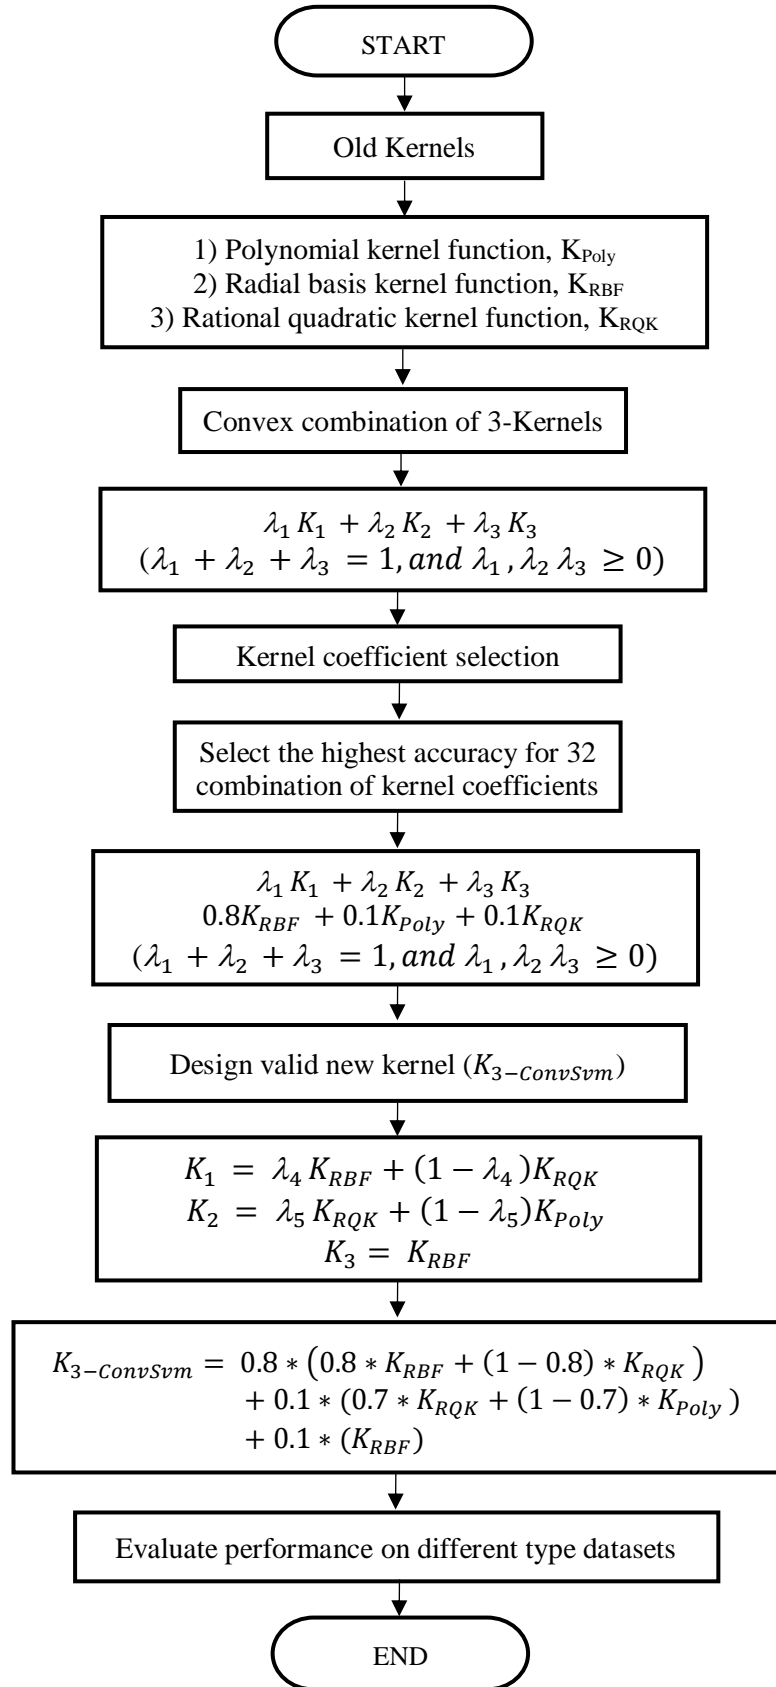 START
Old Kernels
1) Polynomial kernel function, K_Poly
2) Radial basis kernel function, K_RBF
3) Rational quadratic kernel function, K_RQK
Convex combination of 3-Kernels
λ₁ K₁ + λ₂ K₂ + λ₃ K₃
(λ₁ + λ₂ + λ₃ = 1, and λ₁ , λ₂ λ₃ ≥ 0)
Kernel coefficient selection
Select the highest accuracy for 32
combination of kernel coefficients
λ₁ K₁ + λ₂ K₂ + λ₃ K₃
0.8K_RBF + 0.1K_Poly + 0.1K_RQK
(λ₁ + λ₂ + λ₃ = 1, and λ₁ , λ₂ λ₃ ≥ 0)
Design valid new kernel (K_3−ConvSvm)
K₁ = λ₄ K_RBF + (1 − λ₄ )K_RQK
K₂ = λ₅ K_RQK + (1 − λ₅)K_Poly
K₃ = K_RBF
K_3−ConvSvm = 0.8 ∗ (0.8 ∗ K_RBF + (1 − 0.8) ∗ K_RQK )
+ 0.1 ∗ (0.7 ∗ K_RQK + (1 − 0.7) ∗ K_Poly )
+ 0.1 ∗ (K_RBF)
Evaluate performance on different type datasets
END